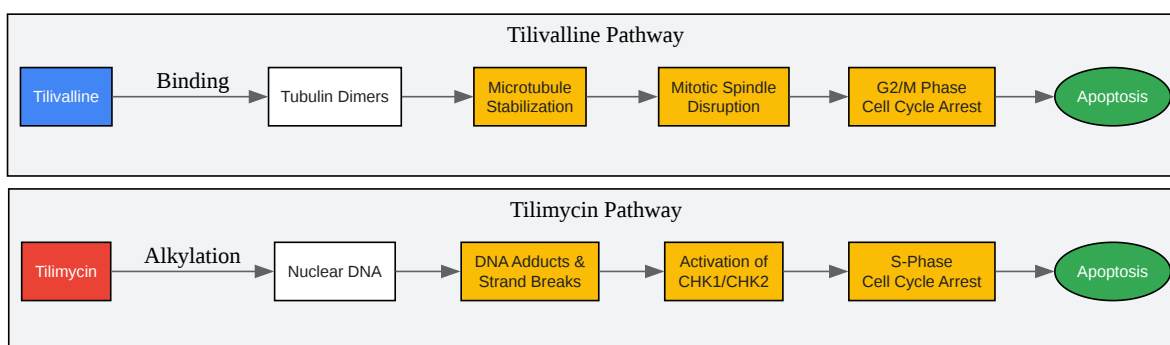 Tilivalline Pathway
Tilivalline
Binding
Tubulin Dimers
Microtubule
Stabilization
Mitotic Spindle
Disruption
G2/M Phase
Cell Cycle Arrest
Apoptosis
Tilimycin Pathway
Tilimycin
Alkylation
Nuclear DNA
DNA Adducts &
Strand Breaks
Activation of
CHK1/CHK2
S-Phase
Cell Cycle Arrest
Apoptosis